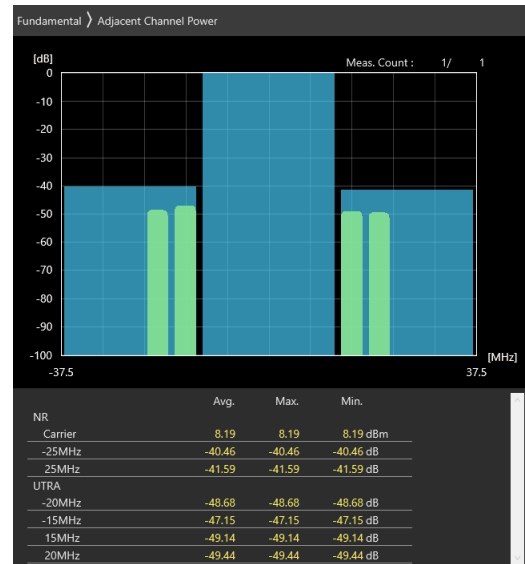 Fundamental 〉 Adjacent Channel Power
[dB]
Meas. Count : 1/ 1
0
-10
-20
-30
-40
-50
-60
-70
-80
-90
-100
[MHz]
-37.5 37.5
Avg. Max. Min.
NR
Carrier 8.19 8.19 8.19 dBm
-25MHz -40.46 -40.46 -40.46 dB
25MHz -41.59 -41.59 -41.59 dB
UTRA
-20MHz -48.68 -48.68 -48.68 dB
-15MHz -47.15 -47.15 -47.15 dB
15MHz -49.14 -49.14 -49.14 dB
20MHz -49.44 -49.44 -49.44 dB